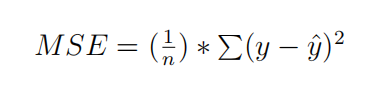 MSE = (1/n) * Σ(y − ŷ)²